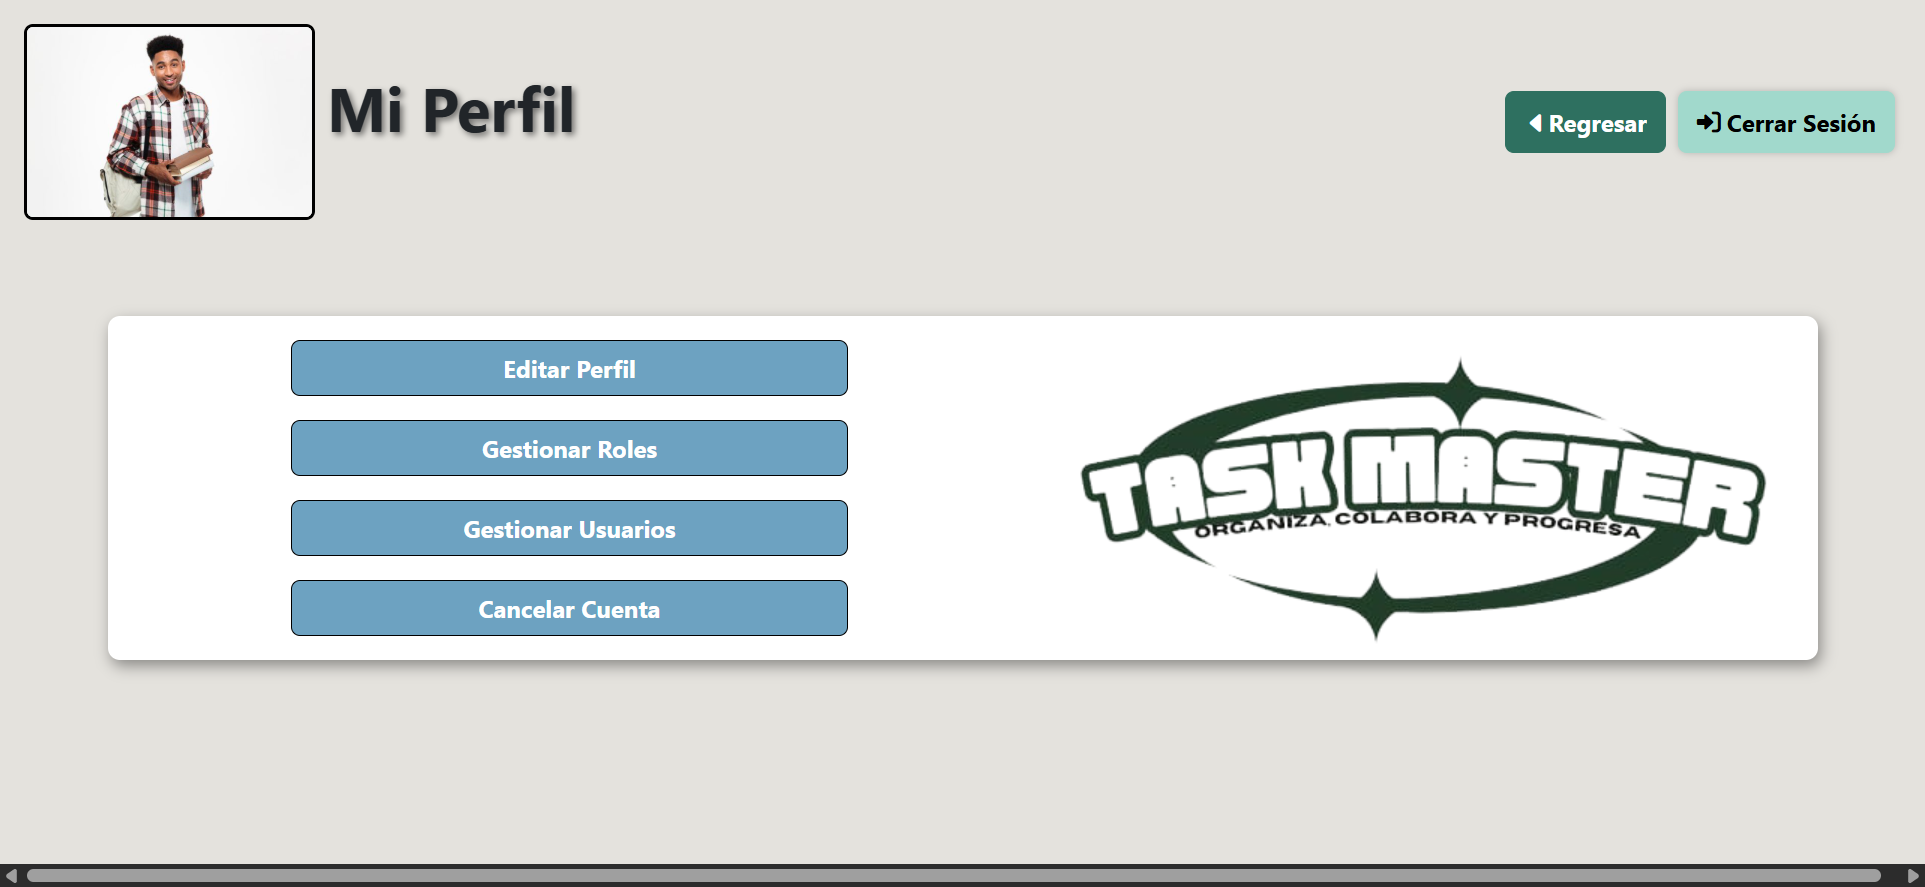 Mi Perfil
Regresar
Cerrar Sesión
Editar Perfil
Gestionar Roles
Gestionar Usuarios
Cancelar Cuenta
TASK MASTER
ORGANIZA, COLABORA Y PROGRESA